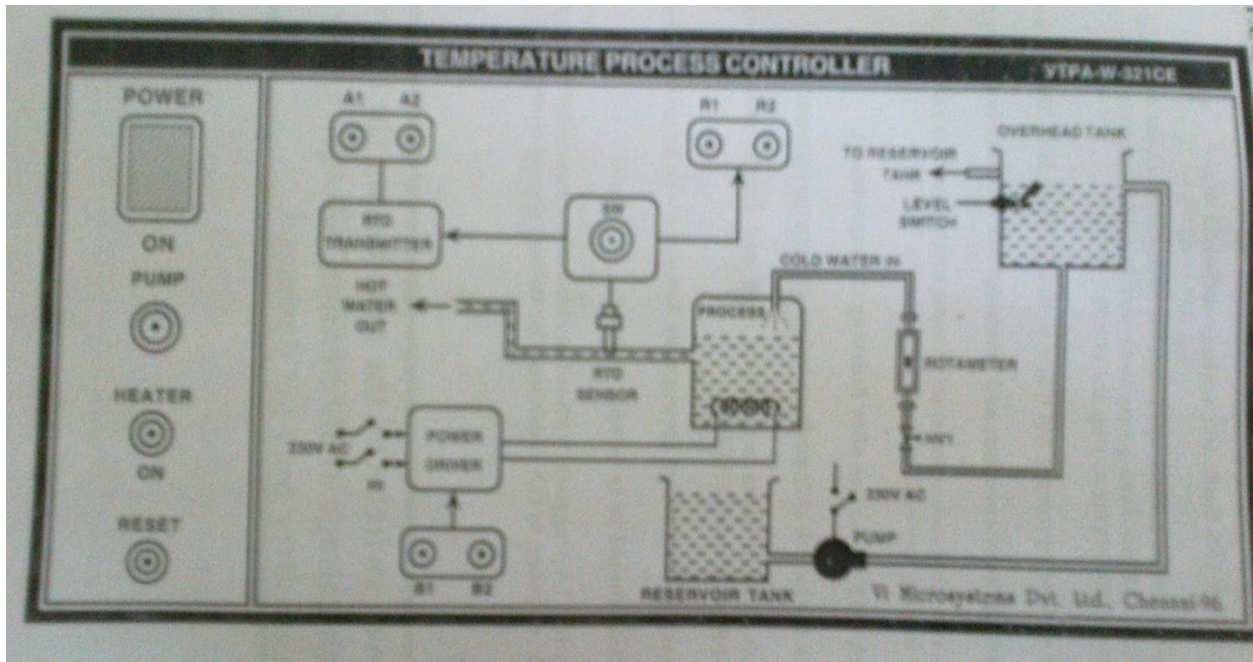 TEMPERATURE PROCESS CONTROLLER
VTPA-W-321CE
POWER
ON
PUMP
HEATER
ON
RESET
A1 A2
RTD
TRANSMITTER
SW
R1 R2
HOT
WATER
OUT
RTD
SENSOR
PROCESS
COLD WATER IN
TO RESERVOIR
TANK
LEVEL
SWITCH
OVERHEAD TANK
ROTAMETER
HV1
230V AC
POWER
DRIVER
B1 B2
RESERVOIR TANK
230V AC
PUMP
Vi Microsystems Pvt. Ltd., Chennai-96.